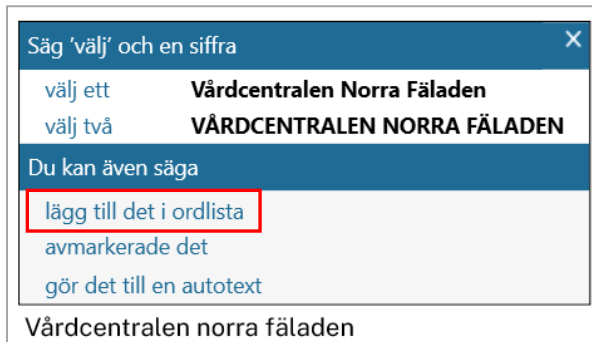 Säg ’välj’ och en siffra
välj ett Vårdcentralen Norra Fäladen
välj två VÅRDCENTRALEN NORRA FÄLADEN
Du kan även säga
lägg till det i ordlista
avmarkerade det
gör det till en autotext
Vårdcentralen norra fäladen